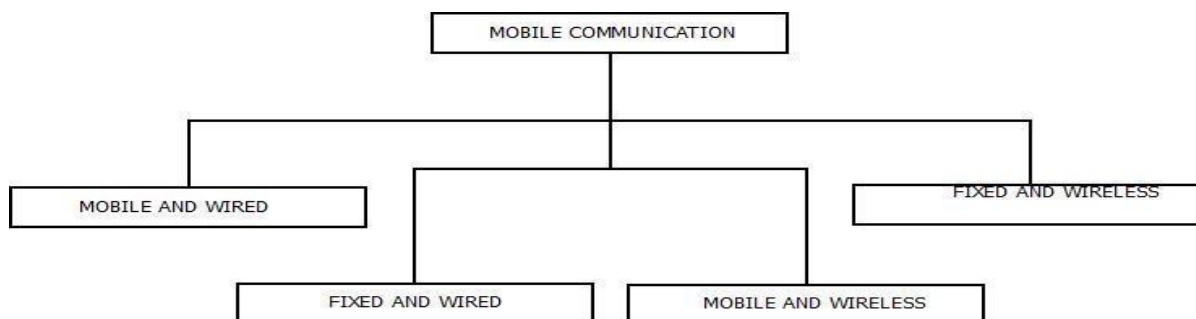 MOBILE COMMUNICATION
MOBILE AND WIRED
FIXED AND WIRELESS
FIXED AND WIRED
MOBILE AND WIRELESS